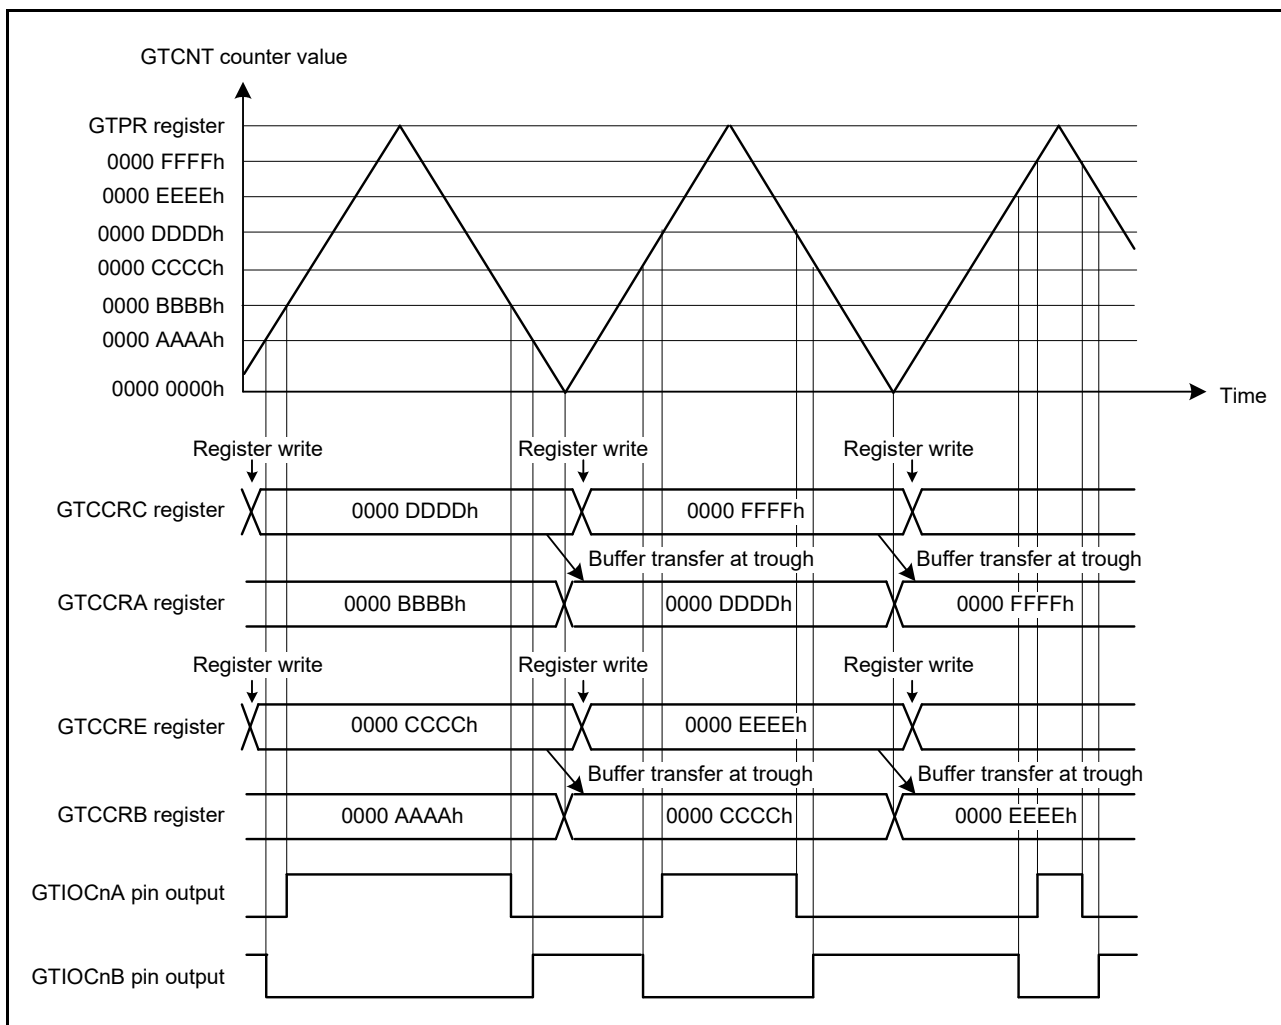 GTCNT counter value
GTPR register
0000 FFFFh
0000 EEEEh
0000 DDDDh
0000 CCCCh
0000 BBBBh
0000 AAAAh
0000 0000h
Time
Register write Register write Register write
GTCCRC register 0000 DDDDh 0000 FFFFh
Buffer transfer at trough Buffer transfer at trough
GTCCRA register 0000 BBBBh 0000 DDDDh 0000 FFFFh
Register write Register write Register write
GTCCRE register 0000 CCCCh 0000 EEEEh
Buffer transfer at trough Buffer transfer at trough
GTCCRB register 0000 AAAAh 0000 CCCCh 0000 EEEEh
GTIOCnA pin output
GTIOCnB pin output